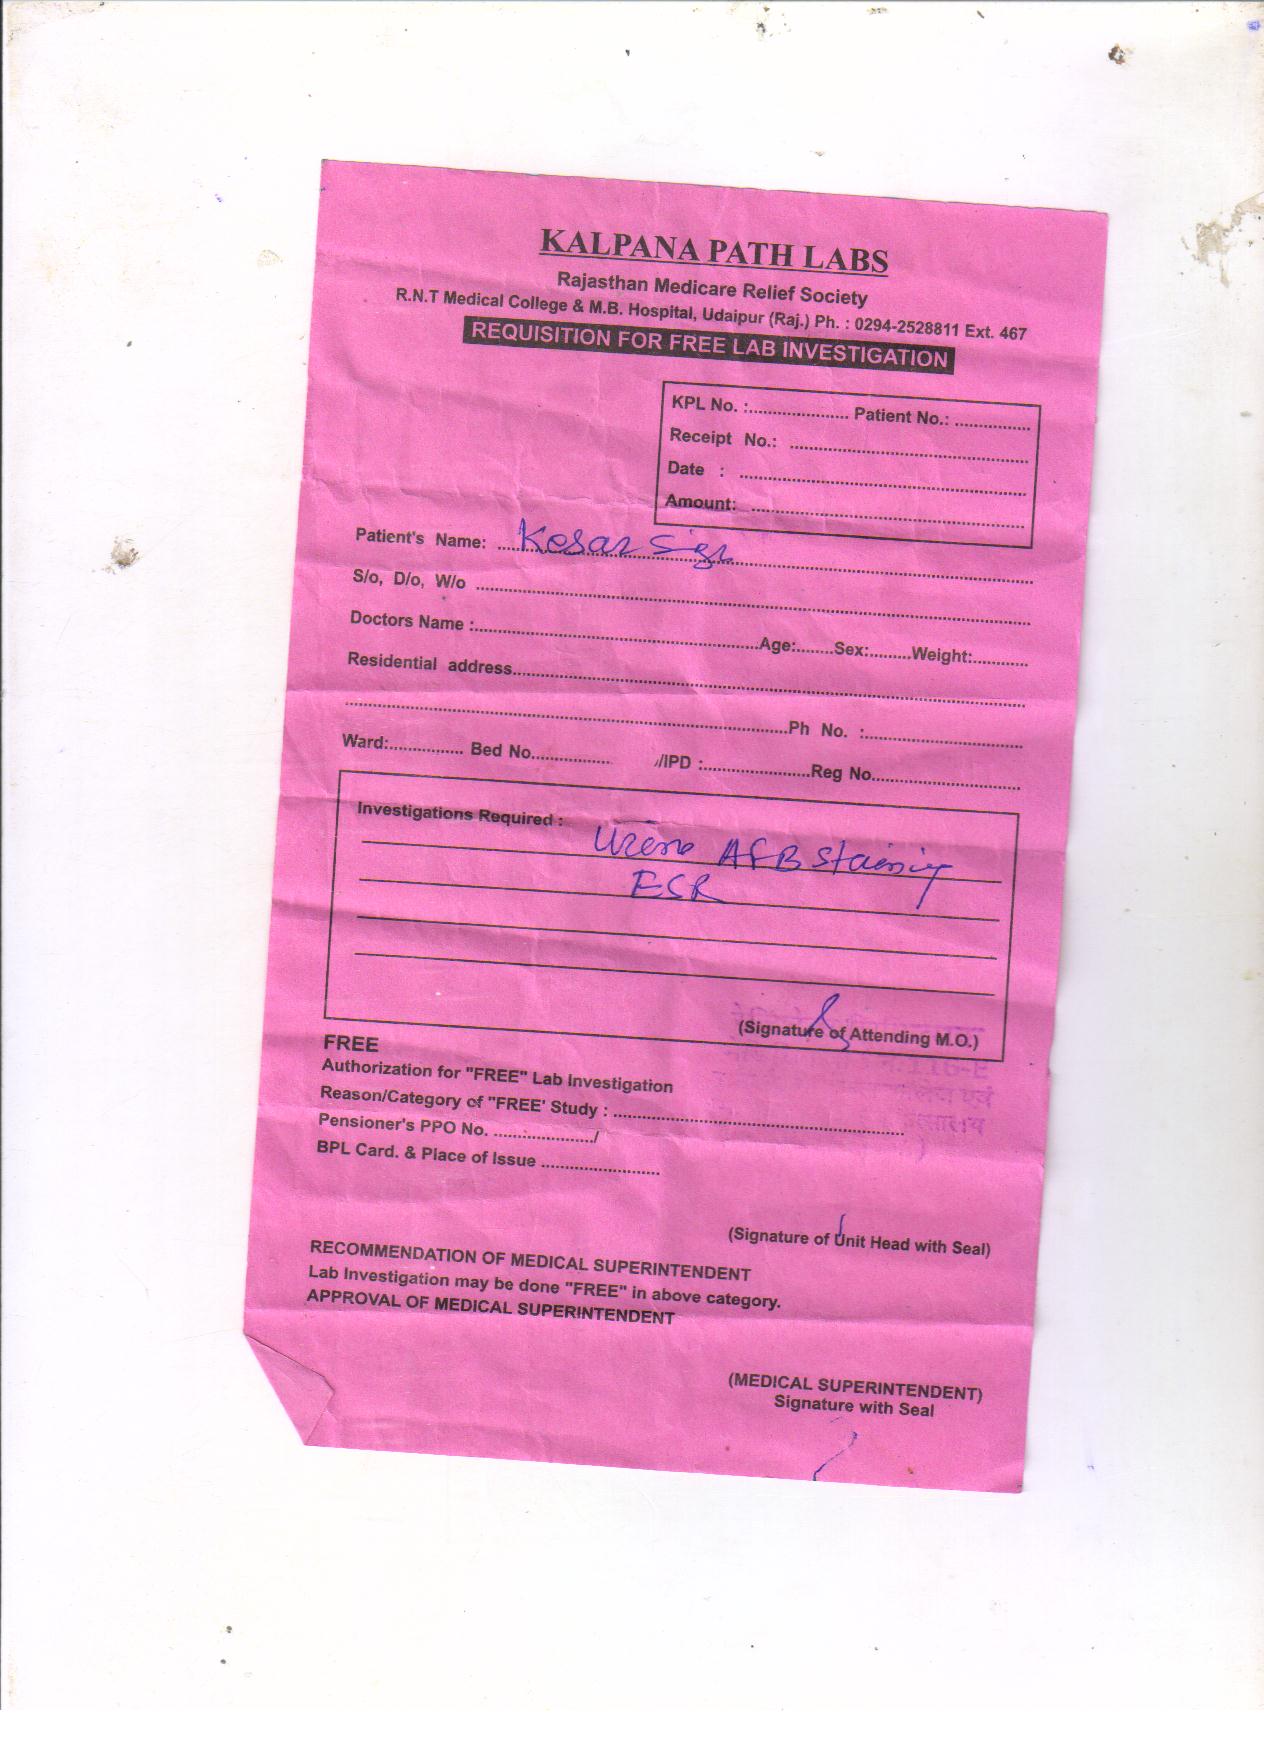 KALPANA PATH LABS
Rajasthan Medicare Relief Society
R.N.T Medical College & M.B. Hospital, Udaipur (Raj.) Ph. : 0294-2528811 Ext. 467
REQUISITION FOR FREE LAB INVESTIGATION
KPL No. :.................... Patient No.: ...............
Receipt No.: ................................................
Date : ..........................................................
Amount: .......................................................
Patient's Name: Kesar Singh
S/o, D/o, W/o ..........................................................................
Doctors Name :..................................................Age:.......Sex:........Weight:...........
Residential address..........................................................................
..................................................Ph No. :................................
Ward:............... Bed No............... /IPD :.....................Reg No.............................
Investigations Required :
Urene AFB Staining
ESR
(Signature of Attending M.O.)
FREE
Authorization for "FREE" Lab Investigation
Reason/Category of "FREE' Study : ..........................................................
Pensioner's PPO No. ..................../
BPL Card. & Place of Issue ........................
(Signature of Unit Head with Seal)
RECOMMENDATION OF MEDICAL SUPERINTENDENT
Lab Investigation may be done "FREE" in above category.
APPROVAL OF MEDICAL SUPERINTENDENT
(MEDICAL SUPERINTENDENT)
Signature with Seal